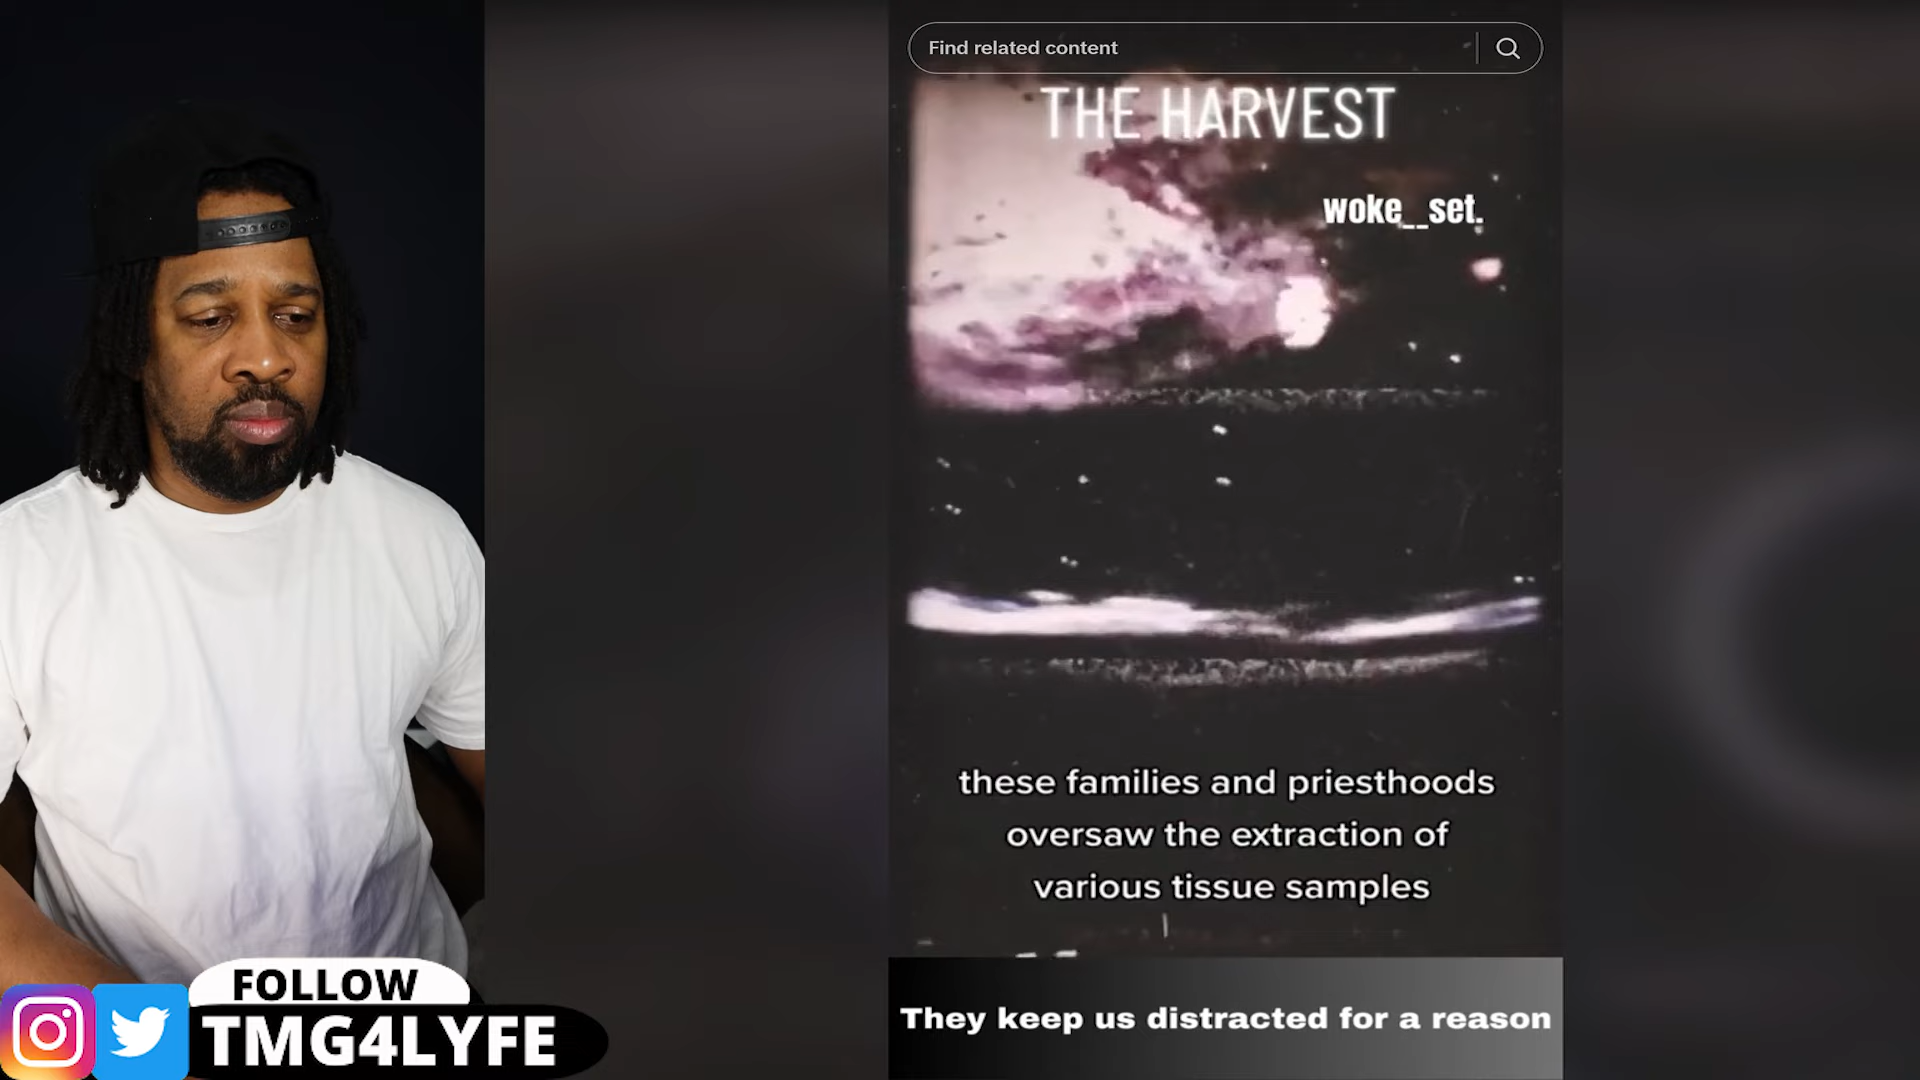 Find related content
THE HARVEST
woke__set.
these families and priesthoods
oversaw the extraction of
various tissue samples
They keep us distracted for a reason
FOLLOW
TMG4LYFE